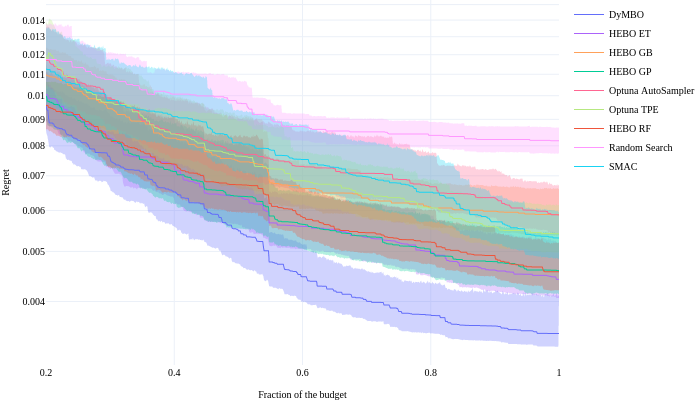 0.014
0.013
0.012
0.011
0.01
0.009
0.008
0.007
0.006
0.005
0.004
Regret
0.2
0.4
0.6
0.8
1
Fraction of the budget
DyMBO
HEBO ET
HEBO GB
HEBO GP
Optuna AutoSampler
Optuna TPE
HEBO RF
Random Search
SMAC